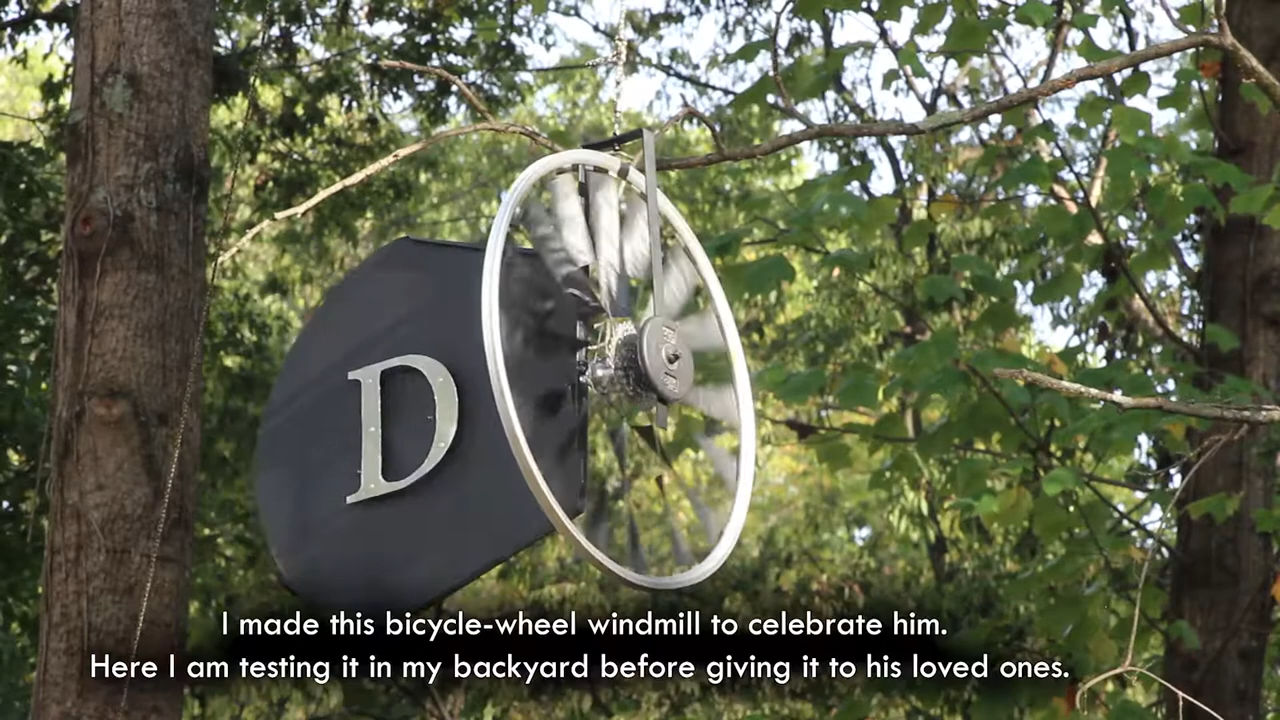 D
I made this bicycle-wheel windmill to celebrate him.
Here I am testing it in my backyard before giving it to his loved ones.